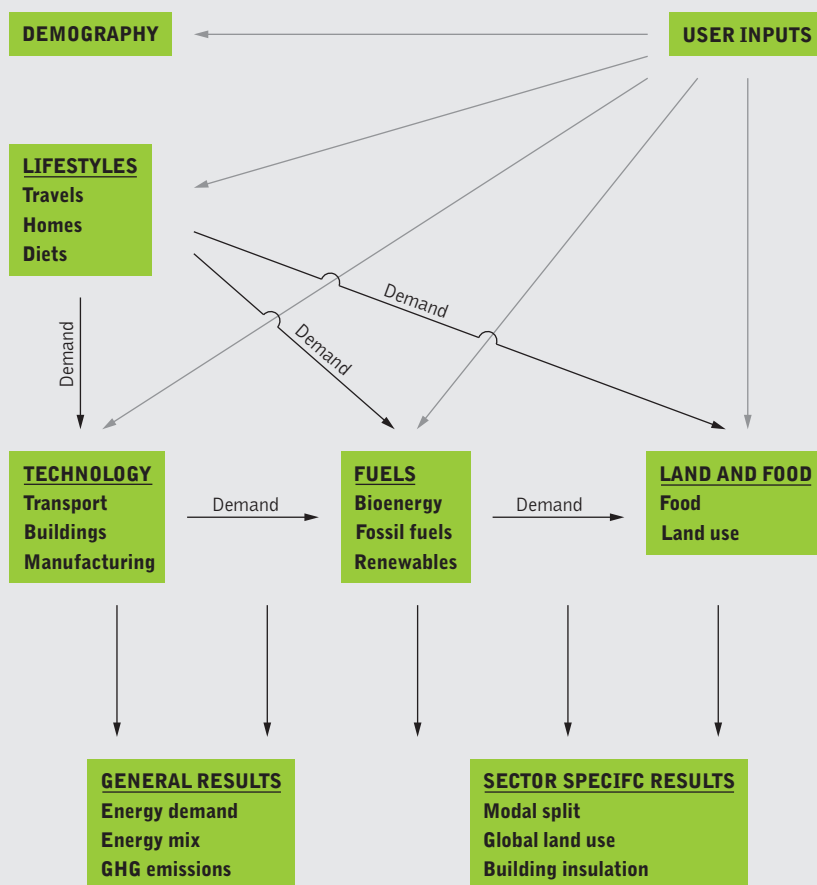 DEMOGRAPHY
USER INPUTS
LIFESTYLES
Travels
Homes
Diets
Demand
Demand
Demand
TECHNOLOGY
Transport
Buildings
Manufacturing
Demand
FUELS
Bioenergy
Fossil fuels
Renewables
Demand
LAND AND FOOD
Food
Land use
GENERAL RESULTS
Energy demand
Energy mix
GHG emissions
SECTOR SPECIFC RESULTS
Modal split
Global land use
Building insulation